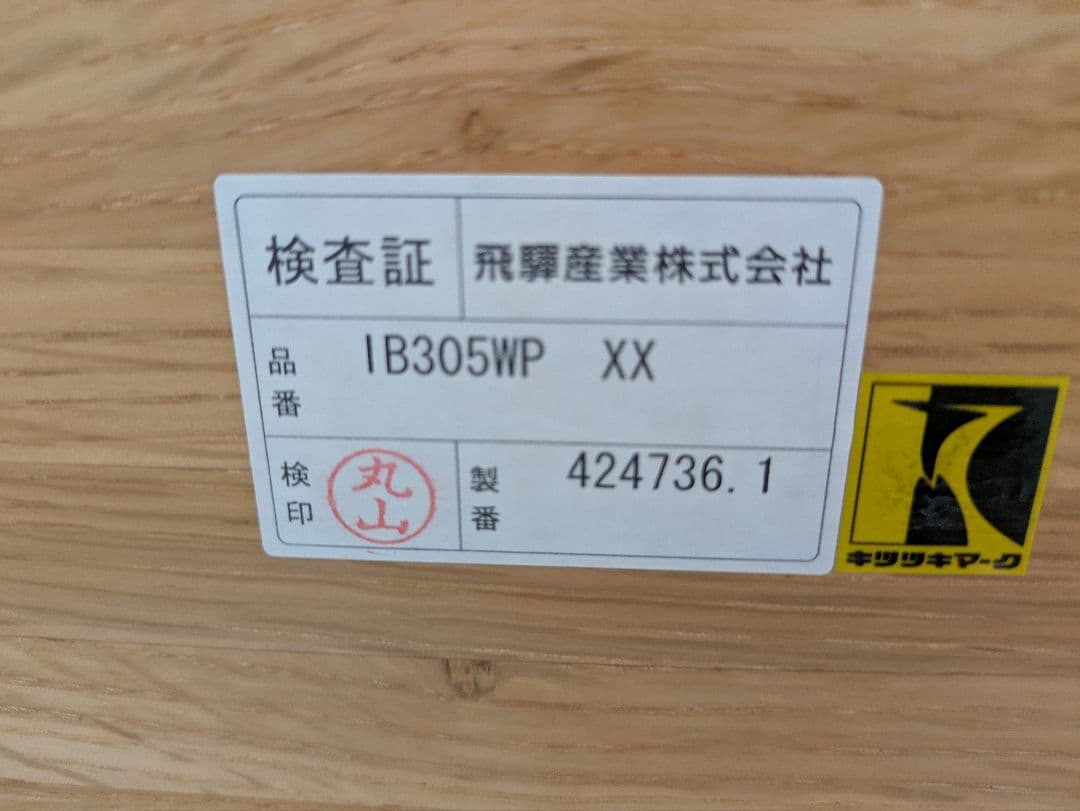 検査証 飛驒産業株式会社
品番 IB305WP XX
検印 丸山 製番 424736.1
キツツキマーク